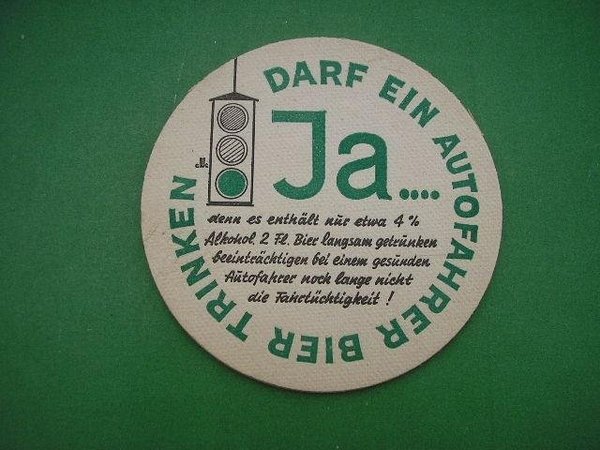 DARF EIN AUTOFAHRER BIER TRINKEN
Ja....
denn es enthält nur etwa 4%
Alkohol. 2 Fl. Bier langsam getrunken
beeinträchtigen bei einem gesunden
Autofahrer noch lange nicht
die Fahrtüchtigkeit!